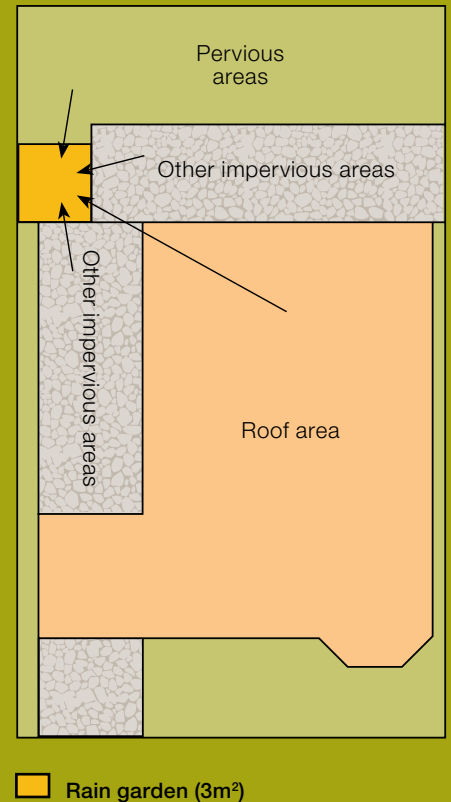 Pervious
areas
Other impervious areas
Other impervious areas
Roof area
Rain garden (3m²)